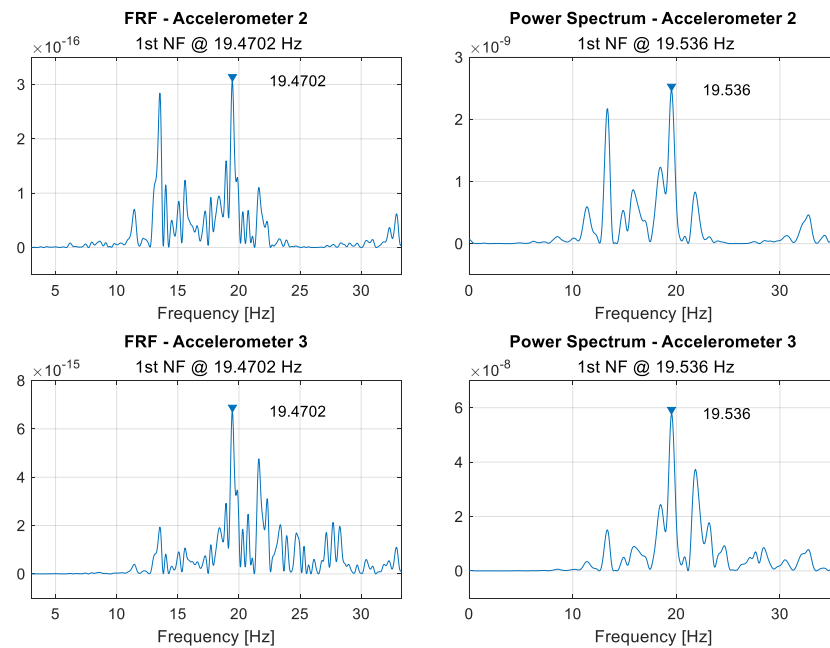 FRF - Accelerometer 2
1st NF @ 19.4702 Hz
×10-16
19.4702
3
2
1
0
5 10 15 20 25 30
Frequency [Hz]
Power Spectrum - Accelerometer 2
1st NF @ 19.536 Hz
×10-9
19.536
3
2
1
0
0 10 20 30
Frequency [Hz]
FRF - Accelerometer 3
1st NF @ 19.4702 Hz
×10-15
19.4702
8
6
4
2
0
5 10 15 20 25 30
Frequency [Hz]
Power Spectrum - Accelerometer 3
1st NF @ 19.536 Hz
×10-8
19.536
6
4
2
0
0 10 20 30
Frequency [Hz]